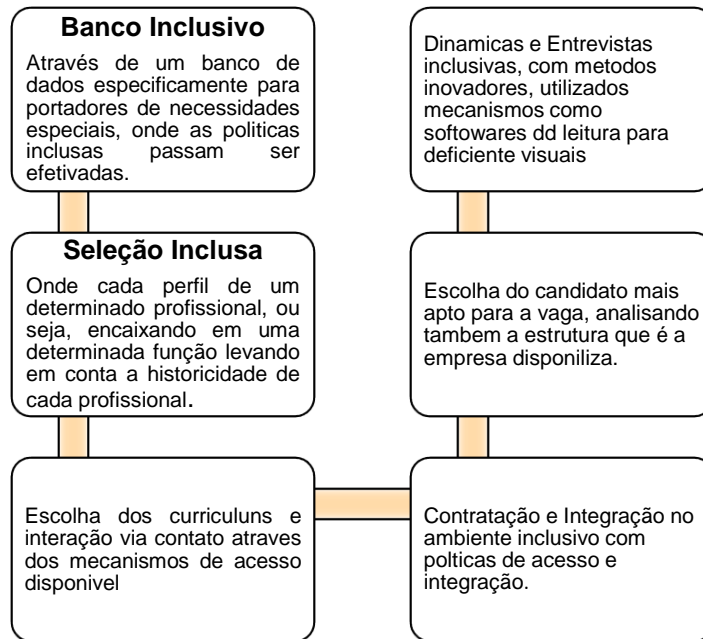 Banco Inclusivo
Através de um banco de
dados especificamente para
portadores de necessidades
especiais, onde as politicas
inclusas passam ser
efetivadas.
Seleção Inclusa
Onde cada perfil de um
determinado profissional, ou
seja, encaixando em uma
determinada função levando
em conta a historicidade de
cada profissional.
Escolha dos curriculuns e
interação via contato atraves
dos mecanismos de acesso
disponivel
Contratação e Integração no
ambiente inclusivo com
polticas de acesso e
integração.
Escolha do candidato mais
apto para a vaga, analisando
tambem a estrutura que é a
empresa disponiliza.
Dinamicas e Entrevistas
inclusivas, com metodos
inovadores, utilizados
mecanismos como
softowares dd leitura para
deficiente visuais